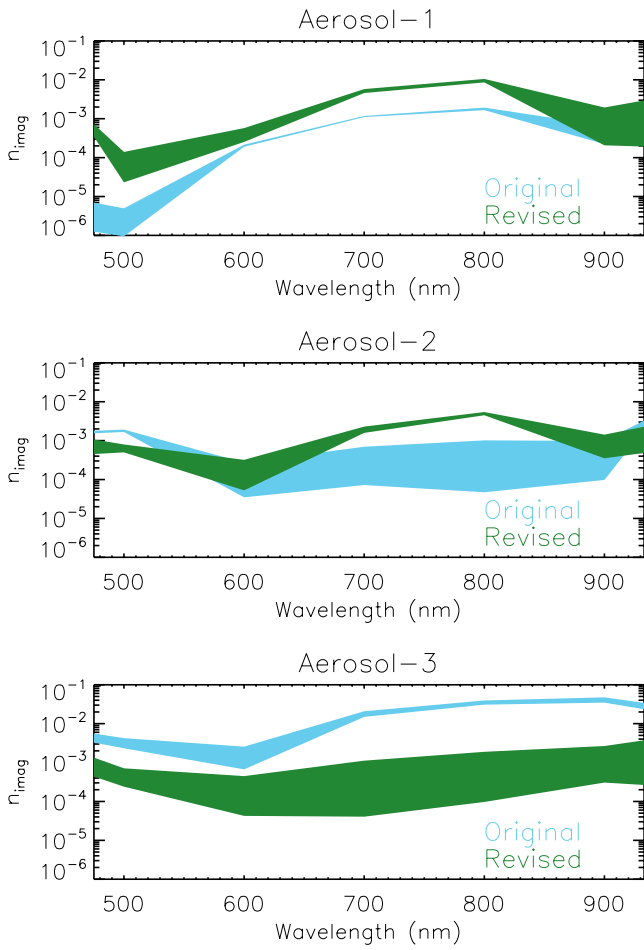 Aerosol-1
10^-1
10^-2
10^-3
10^-4
10^-5
10^-6
n_imag
Original
Revised
500 600 700 800 900
Wavelength (nm)
Aerosol-2
10^-1
10^-2
10^-3
10^-4
10^-5
10^-6
n_imag
Original
Revised
500 600 700 800 900
Wavelength (nm)
Aerosol-3
10^-1
10^-2
10^-3
10^-4
10^-5
10^-6
n_imag
Original
Revised
500 600 700 800 900
Wavelength (nm)